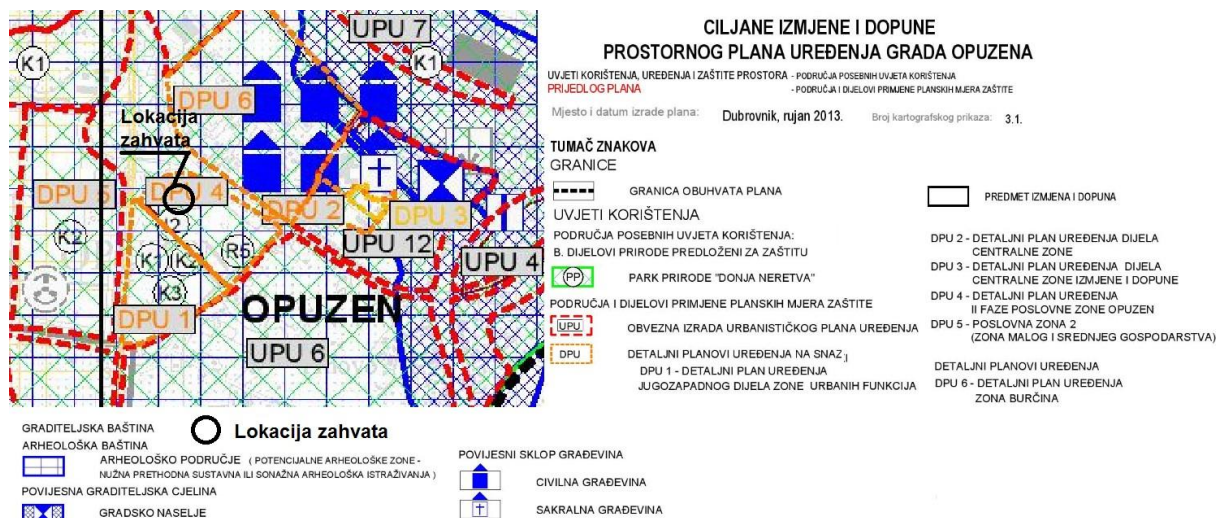 UPU 7
K1
K1
DPU 6
Lokacija
zahvata
DPU 5
DPU 4
DPU 2
DPU 3
I2
K2
K1
K2
R5
UPU 12
UPU 4
K3
DPU 1
OPUZEN
UPU 6
CILJANE IZMJENE I DOPUNE
PROSTORNOG PLANA UREĐENJA GRADA OPUZENA
UVJETI KORIŠTENJA, UREĐENJA I ZAŠTITE PROSTORA - PODRUČJA POSEBNIH UVJETA KORIŠTENJA
PRIJEDLOG PLANA - PODRUČJA I DIJELOVI PRIMJENE PLANSKIH MJERA ZAŠTITE
Mjesto i datum izrade plana: Dubrovnik, rujan 2013. Broj kartografskog prikaza: 3.1.
TUMAČ ZNAKOVA
GRANICE
GRANICA OBUHVATA PLANA
PREDMET IZMJENA I DOPUNA
UVJETI KORIŠTENJA
PODRUČJA POSEBNIH UVJETA KORIŠTENJA:
B. DIJELOVI PRIRODE PREDLOŽENI ZA ZAŠTITU
PP PARK PRIRODE "DONJA NERETVA"
PODRUČJA I DIJELOVI PRIMJENE PLANSKIH MJERA ZAŠTITE
UPU OBVEZNA IZRADA URBANISTIČKOG PLANA UREĐENJA
DPU DETALJNI PLANOVI UREĐENJA NA SNAZI
DPU 1 - DETALJNI PLAN UREĐENJA
JUGOZAPADNOG DIJELA ZONE URBANIH FUNKCIJA
DPU 2 - DETALJNI PLAN UREĐENJA DIJELA
CENTRALNE ZONE
DPU 3 - DETALJNI PLAN UREĐENJA DIJELA
CENTRALNE ZONE IZMJENE I DOPUNE
DPU 4 - DETALJNI PLAN UREĐENJA
II FAZE POSLOVNE ZONE OPUZEN
DPU 5 - POSLOVNA ZONA 2
(ZONA MALOG I SREDNJEG GOSPODARSTVA)
DETALJNI PLANOVI UREĐENJA
DPU 6 - DETALJNI PLAN UREĐENJA
ZONA BURČINA
GRADITELJSKA BAŠTINA
Lokacija zahvata
ARHEOLOŠKA BAŠTINA
ARHEOLOŠKO PODRUČJE ( POTENCIJALNE ARHEOLOŠKE ZONE -
NUŽNA PRETHODNA SUSTAVNA ILI SONAŽNA ARHEOLOŠKA ISTRAŽIVANJA )
POVIJESNA GRADITELJSKA CJELINA
GRADSKO NASELJE
POVIJESNI SKLOP GRAĐEVINA
CIVILNA GRAĐEVINA
SAKRALNA GRAĐEVINA